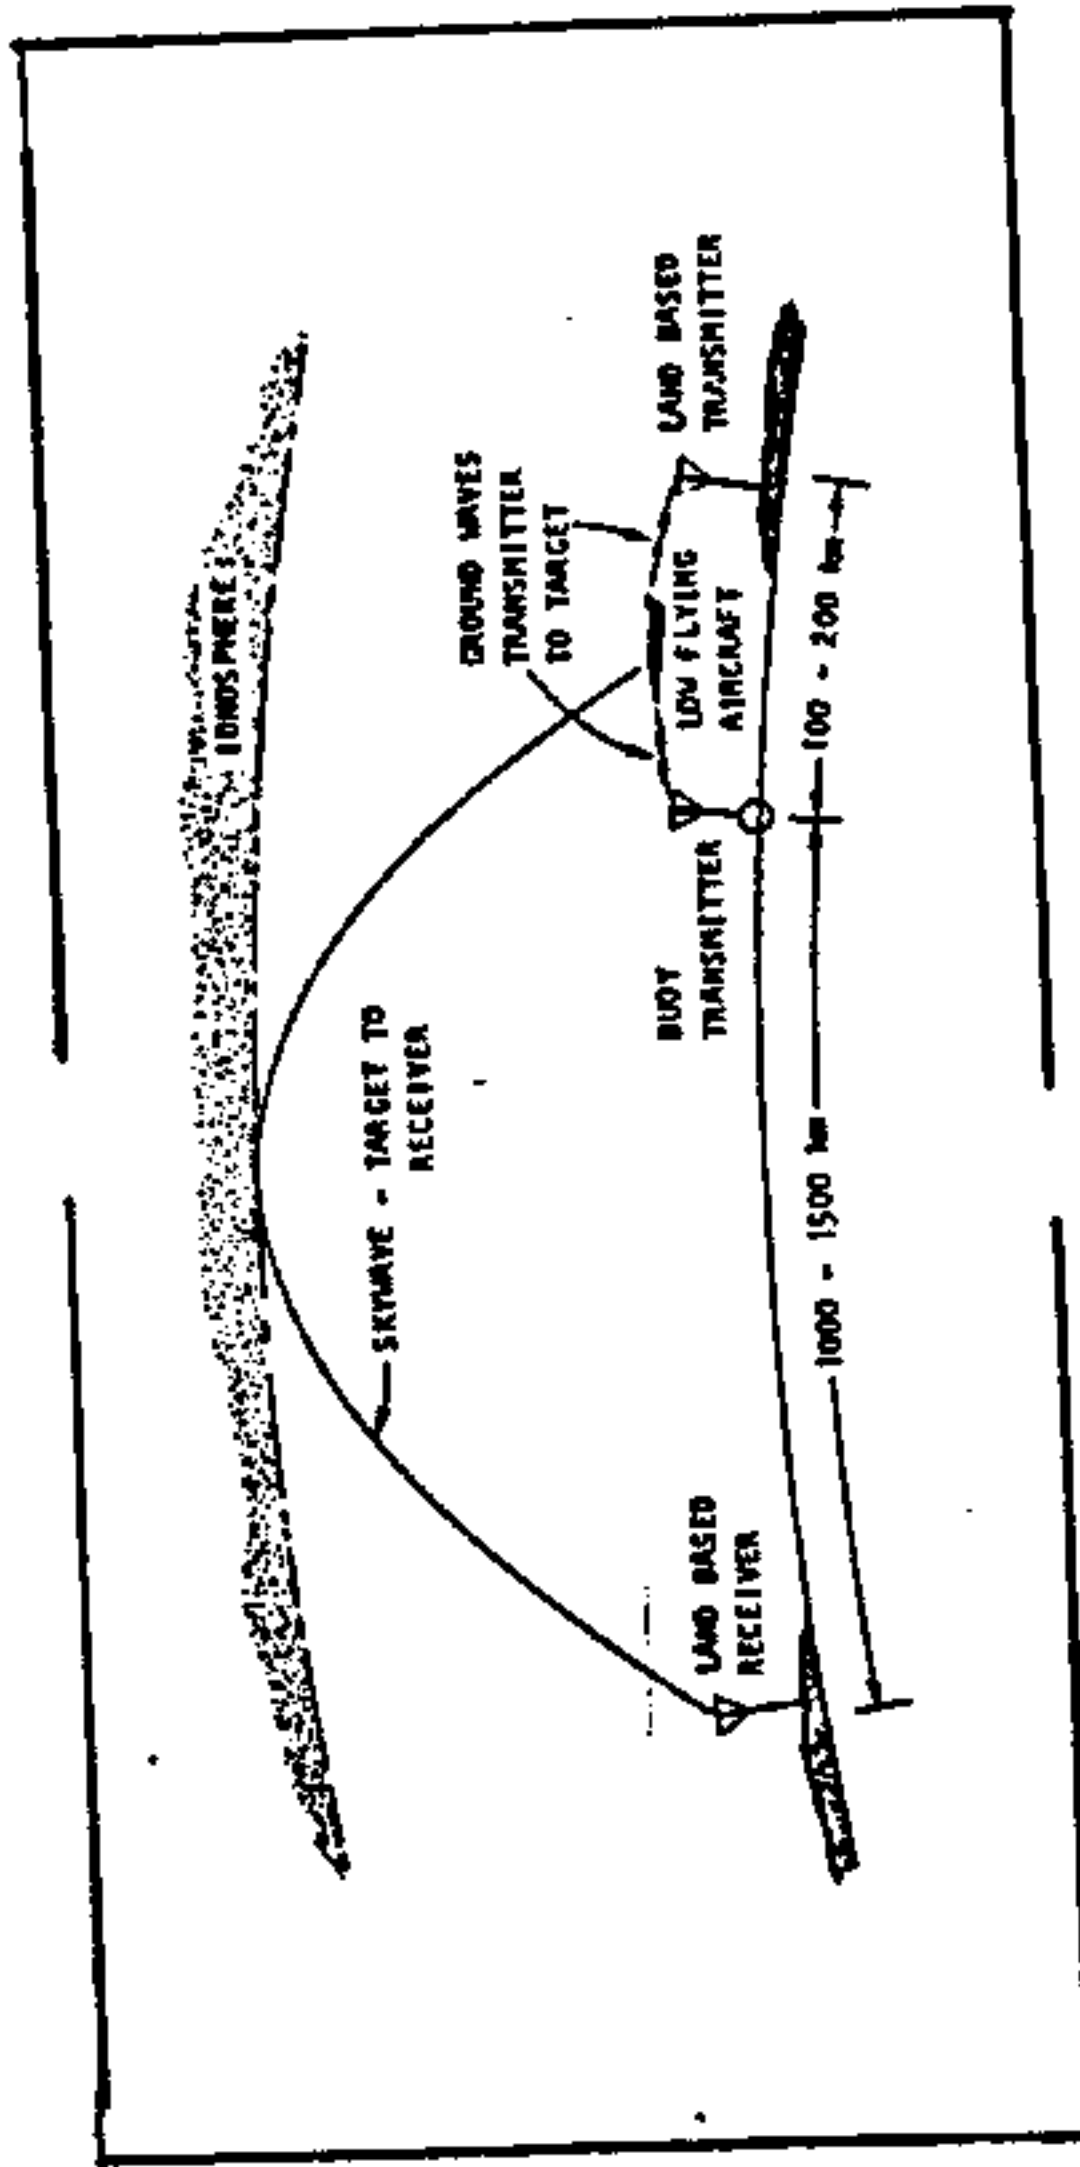 IONOSPHERE
SKYWAVE - TARGET TO
RECEIVER
GROUND WAVES
TRANSMITTER
TO TARGET
LAND BASED
RECEIVER
BUOY
TRANSMITTER
LOW FLYING
AIRCRAFT
LAND BASED
TRANSMITTER
1000 - 1500 km
100 - 200 km